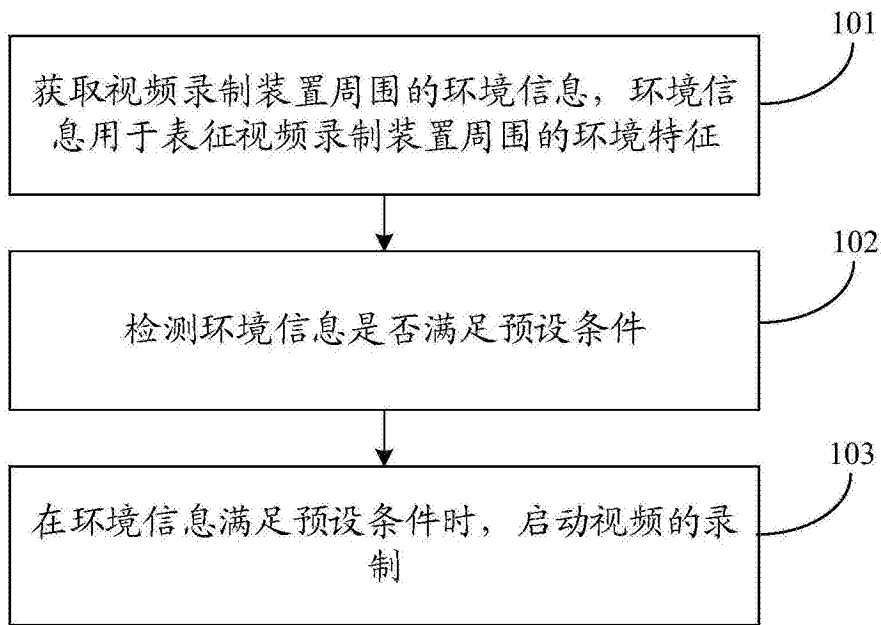 101
获取视频录制装置周围的环境信息，环境信
息用于表征视频录制装置周围的环境特征
102
检测环境信息是否满足预设条件
103
在环境信息满足预设条件时，启动视频的录
制